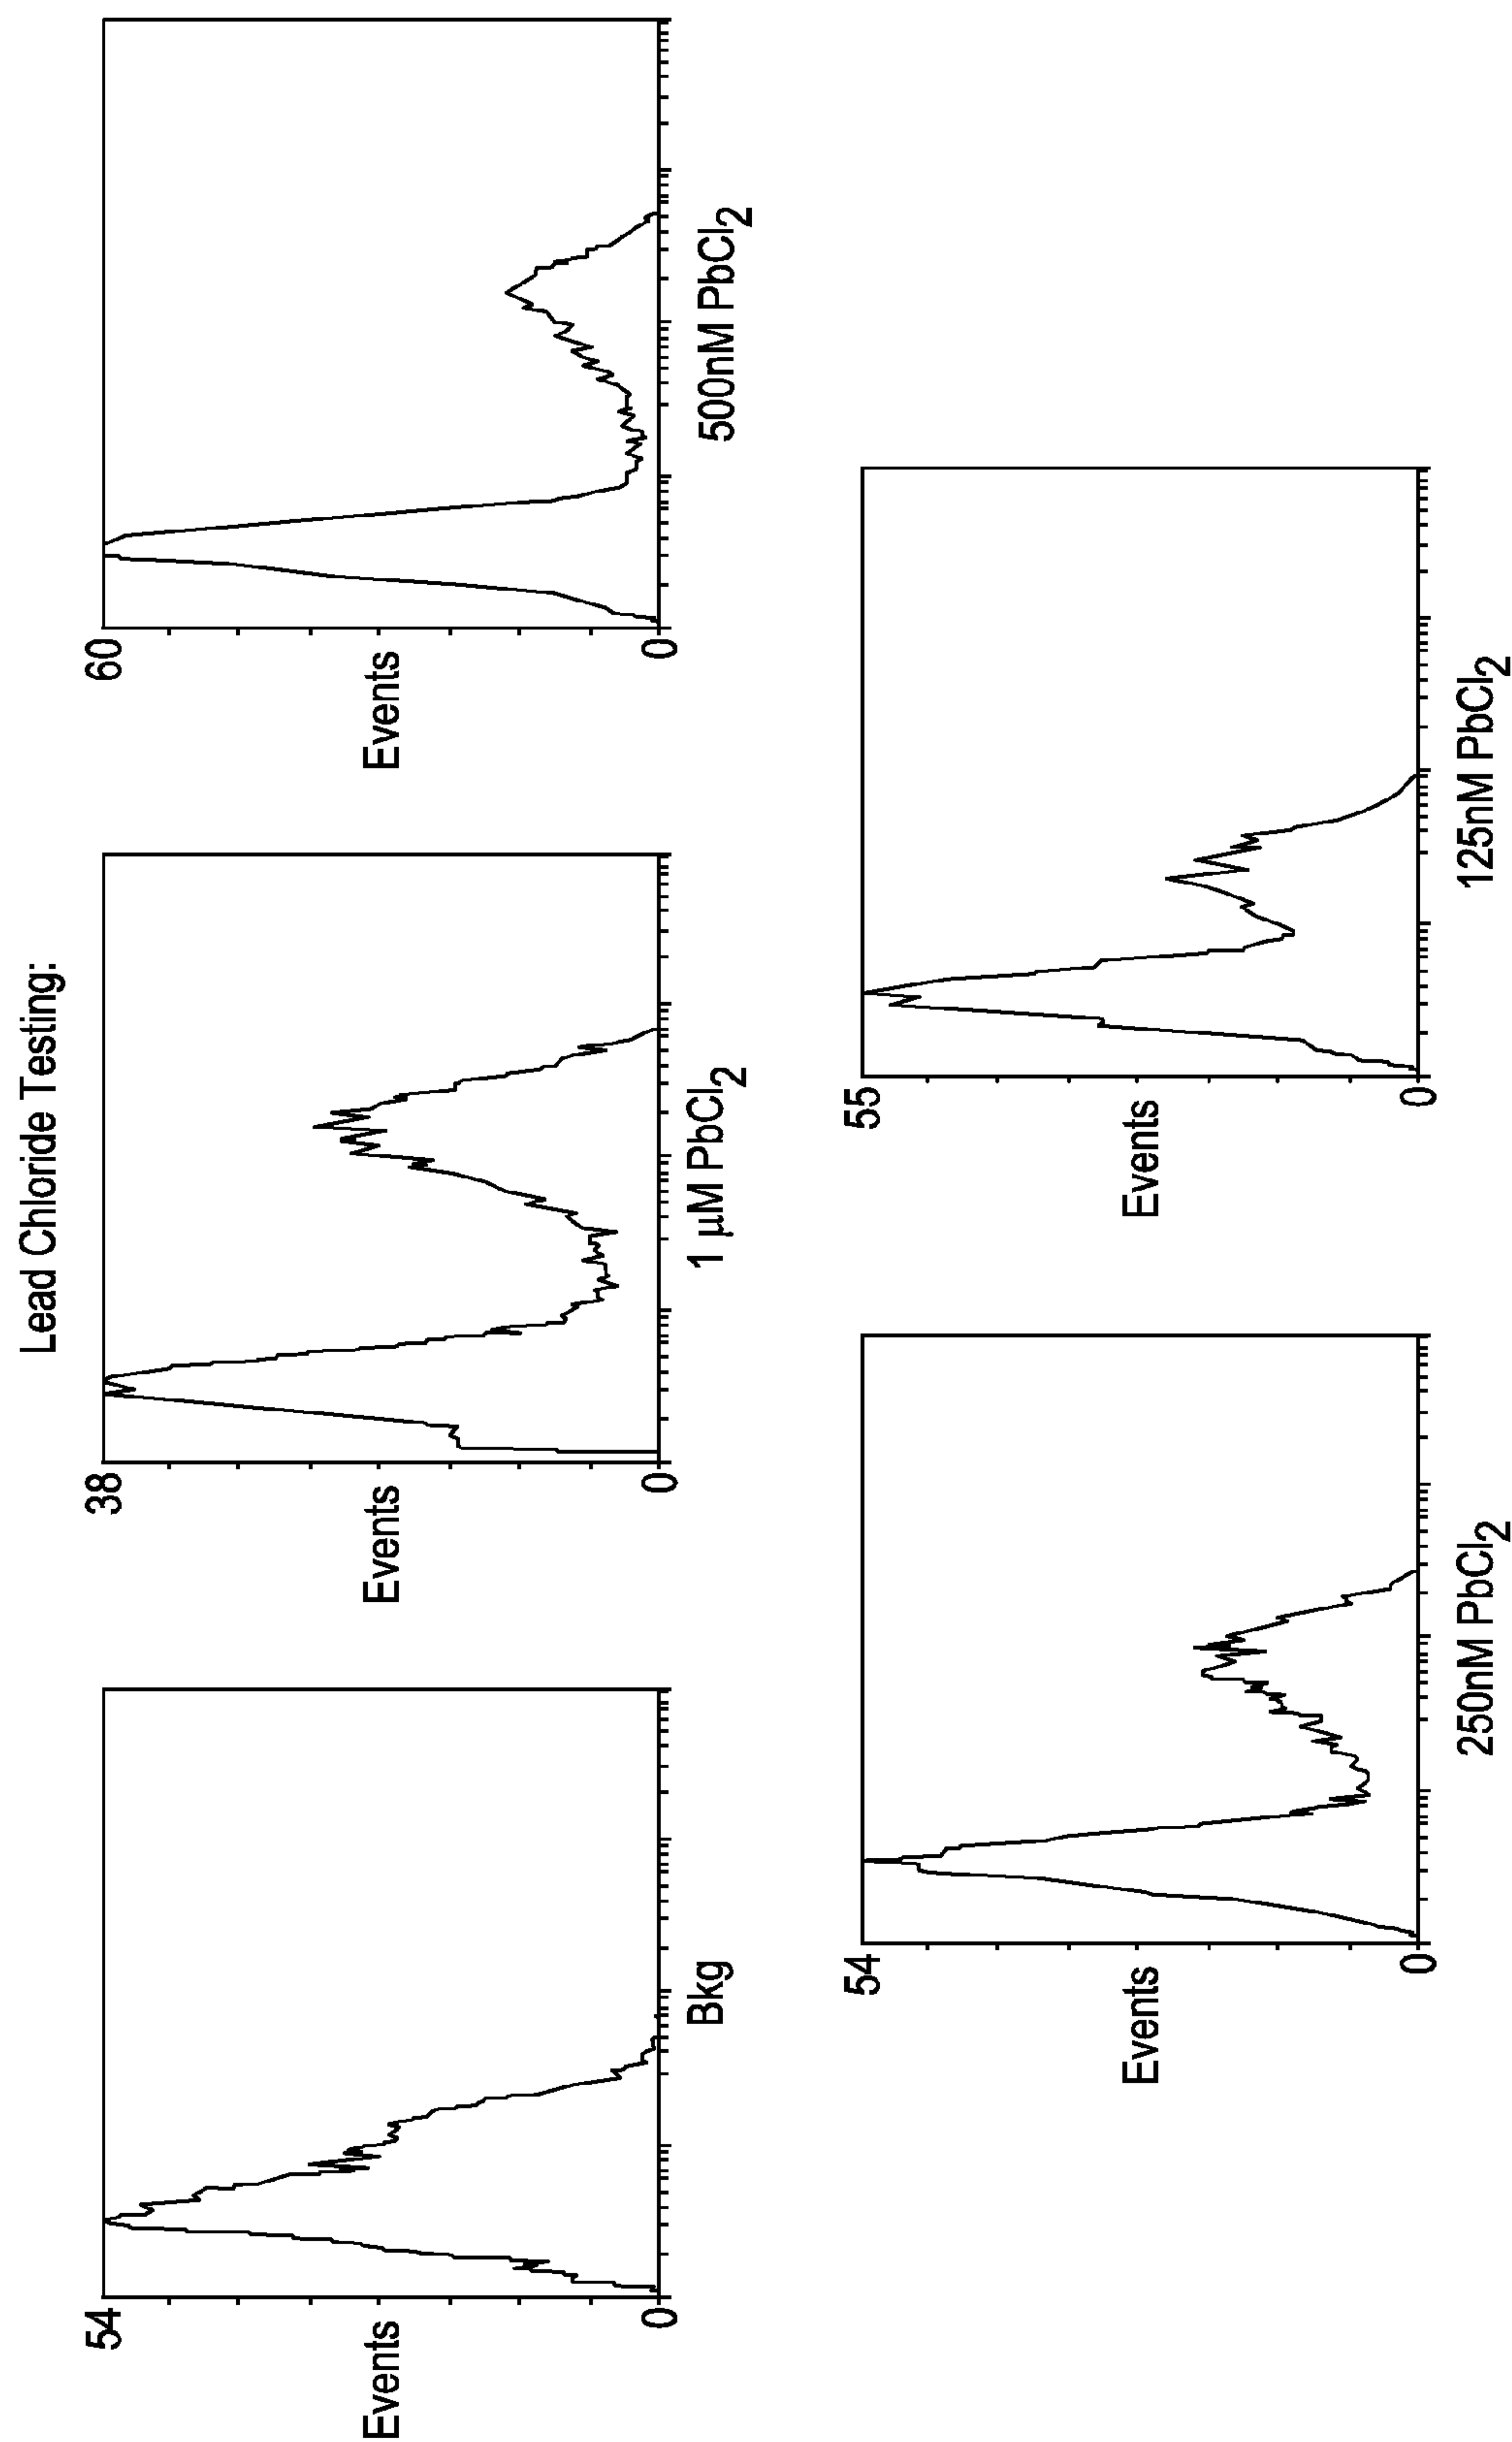 Lead Chloride Testing:
54
Events
0
Bkg
38
Events
0
1 µM PbCl2
60
Events
0
500nM PbCl2
54
Events
0
250nM PbCl2
55
Events
0
125nM PbCl2